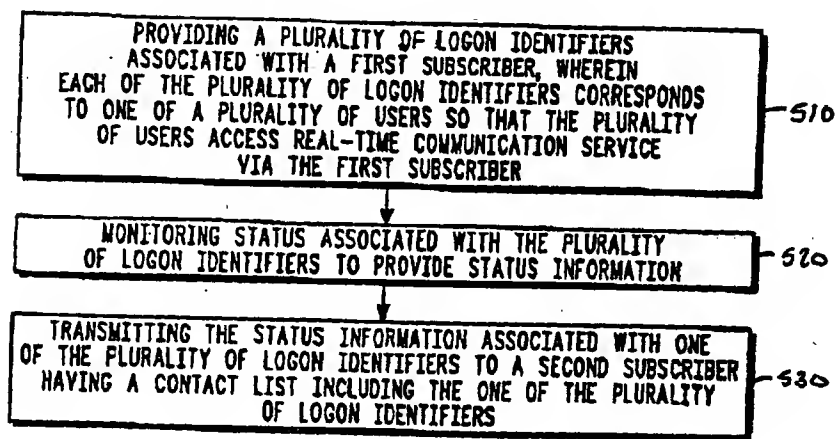 PROVIDING A PLURALITY OF LOGON IDENTIFIERS
ASSOCIATED WITH A FIRST SUBSCRIBER, WHEREIN
EACH OF THE PLURALITY OF LOGON IDENTIFIERS CORRESPONDS
TO ONE OF A PLURALITY OF USERS SO THAT THE PLURALITY
OF USERS ACCESS REAL-TIME COMMUNICATION SERVICE
VIA THE FIRST SUBSCRIBER
510
MONITORING STATUS ASSOCIATED WITH THE PLURALITY
OF LOGON IDENTIFIERS TO PROVIDE STATUS INFORMATION
520
TRANSMITTING THE STATUS INFORMATION ASSOCIATED WITH ONE
OF THE PLURALITY OF LOGON IDENTIFIERS TO A SECOND SUBSCRIBER
HAVING A CONTACT LIST INCLUDING THE ONE OF THE PLURALITY
OF LOGON IDENTIFIERS
530